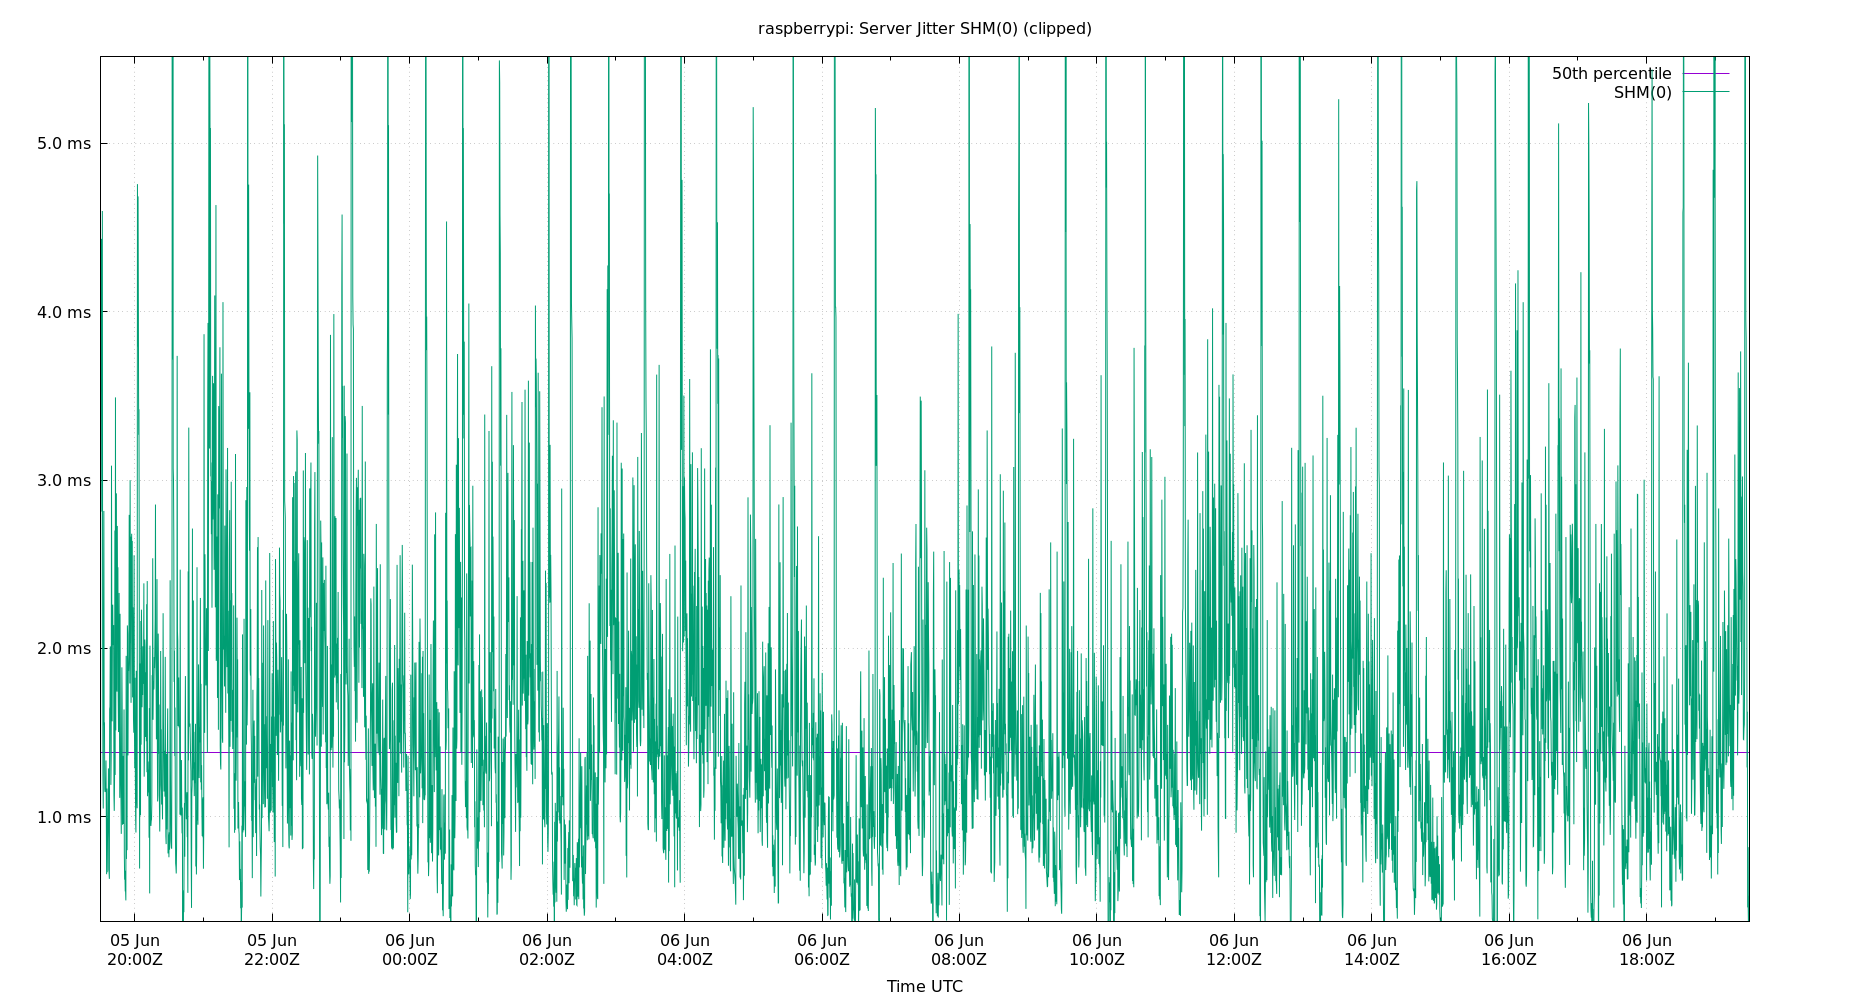 raspberrypi: Server Jitter SHM(0) (clipped)
50th percentile
SHM(0)
5.0 ms
4.0 ms
3.0 ms
2.0 ms
1.0 ms
05 Jun 05 Jun 06 Jun 06 Jun 06 Jun 06 Jun 06 Jun 06 Jun 06 Jun 06 Jun 06 Jun 06 Jun
20:00Z 22:00Z 00:00Z 02:00Z 04:00Z 06:00Z 08:00Z 10:00Z 12:00Z 14:00Z 16:00Z 18:00Z
Time UTC